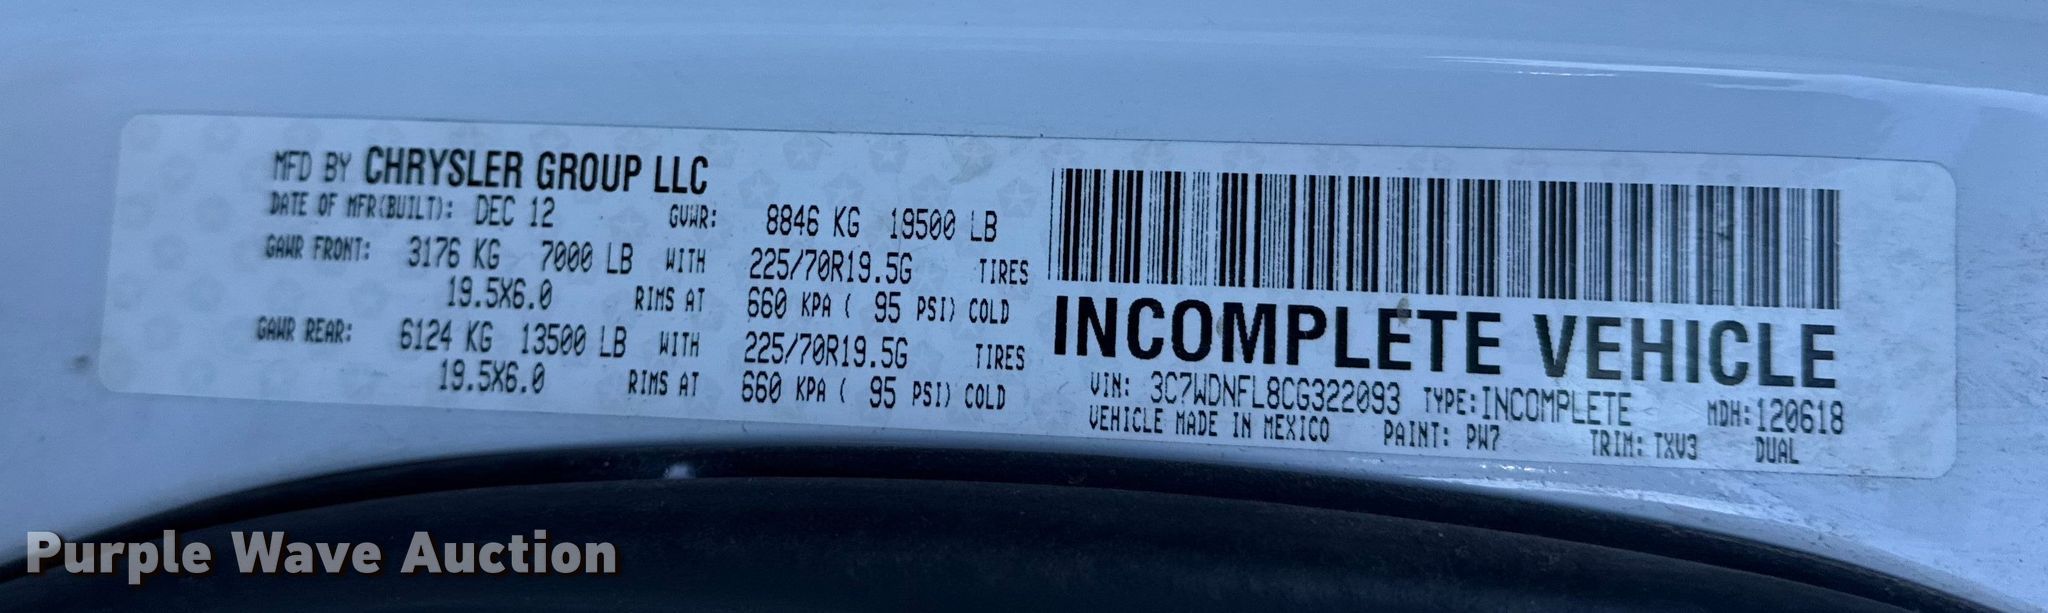 MFD BY CHRYSLER GROUP LLC
DATE OF MFR(BUILT): DEC 12 GVWR: 8846 KG 19500 LB
GAWR FRONT: 3176 KG 7000 LB WITH 225/70R19.5G TIRES
19.5X6.0 RIMS AT 660 KPA ( 95 PSI) COLD
GAWR REAR: 6124 KG 13500 LB WITH 225/70R19.5G TIRES
19.5X6.0 RIMS AT 660 KPA ( 95 PSI) COLD
INCOMPLETE VEHICLE
VIN: 3C7WDNFL8CG322093 TYPE: INCOMPLETE MDH: 120618
VEHICLE MADE IN MEXICO PAINT: PW7 TRIM: TXV3 DUAL
Purple Wave Auction